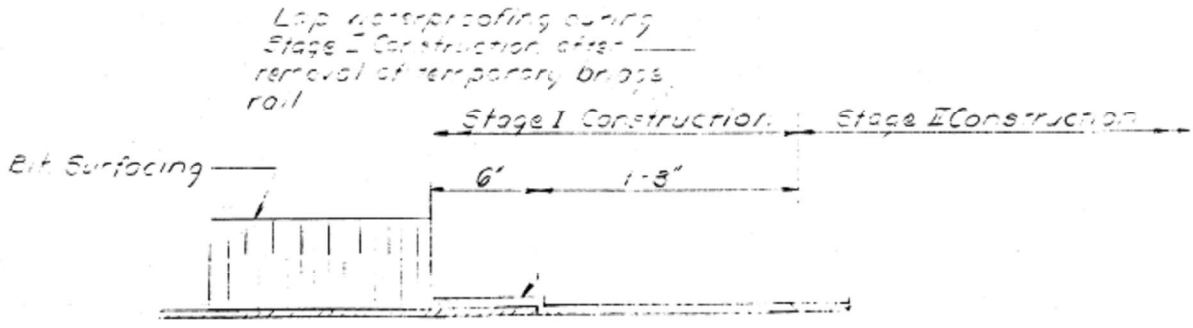 Lap waterproofing during
Stage II Construction after
removal of temporary bridge
rail
Stage I Construction
Stage II Construction
Bit. Surfacing
6"
1'-3"